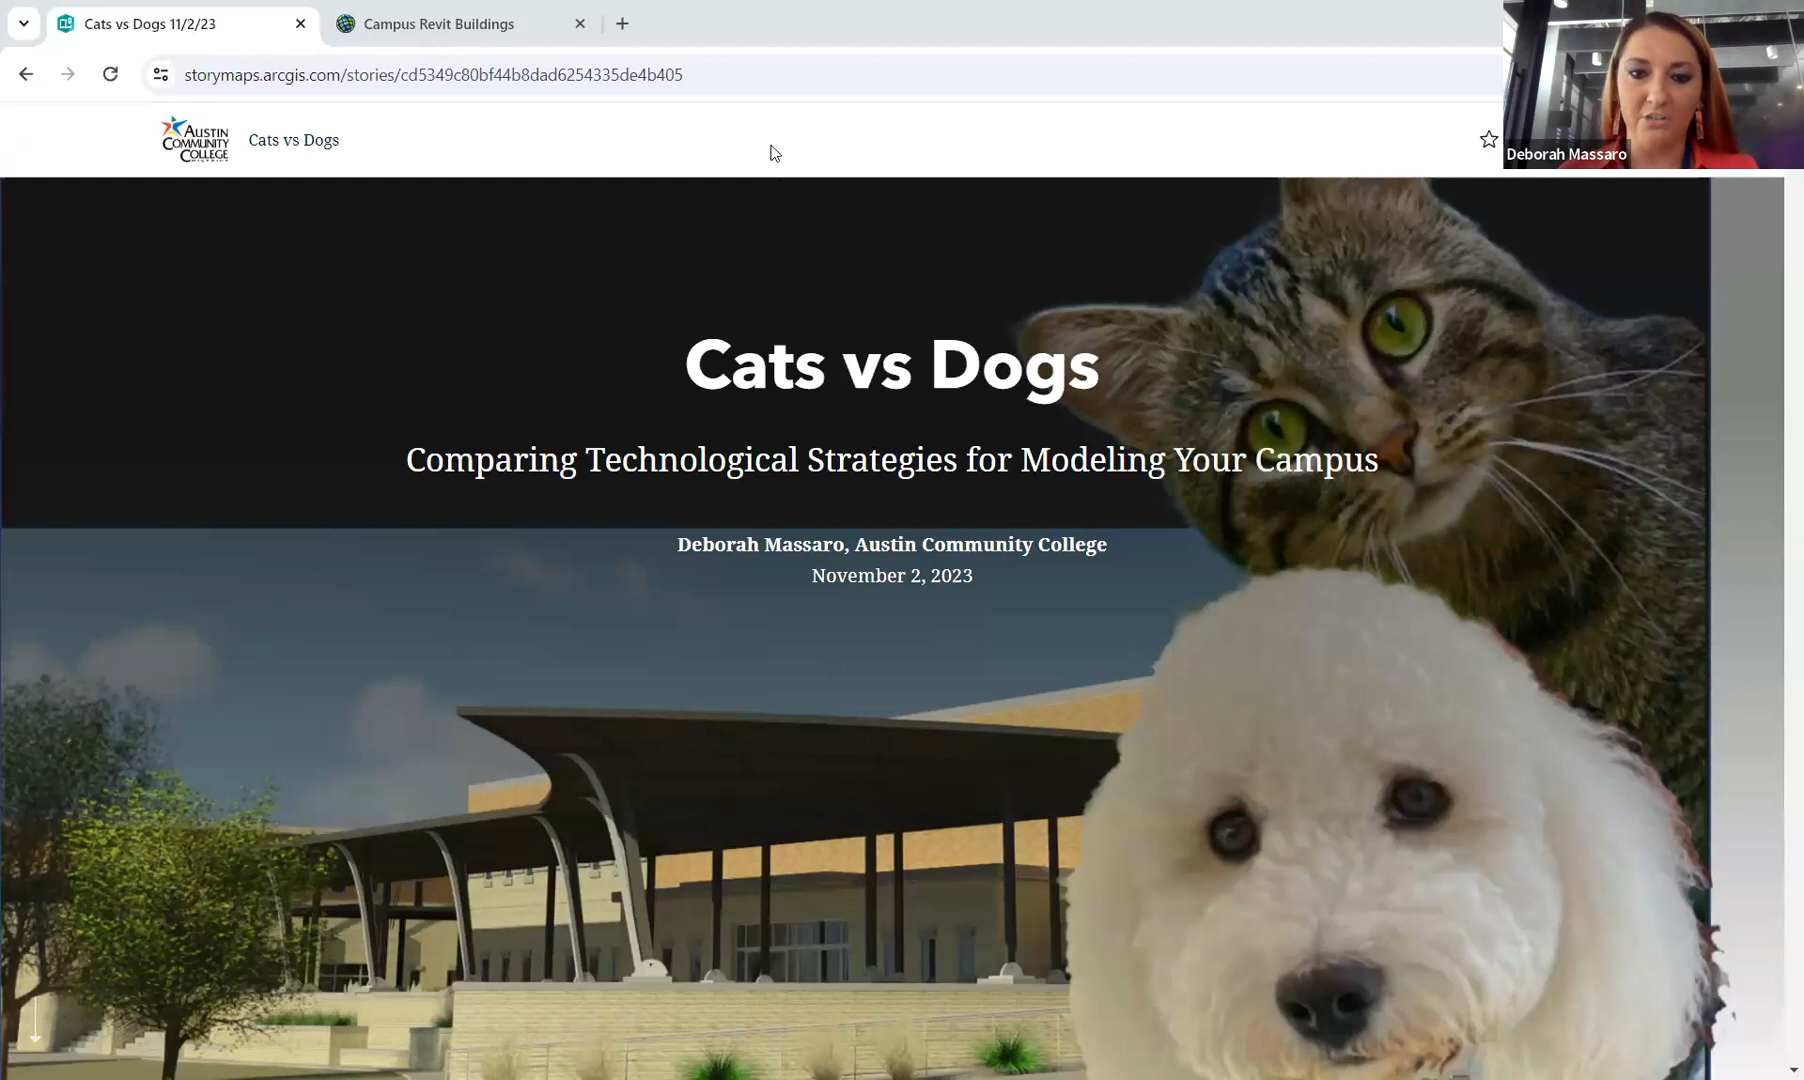 Cats vs Dogs 11/2/23
Campus Revit Buildings
storymaps.arcgis.com/stories/cd5349c80bf44b8dad6254335de4b405
AUSTIN
COMMUNITY
COLLEGE
DISTRICT
Cats vs Dogs
Deborah Massaro
Cats vs Dogs
Comparing Technological Strategies for Modeling Your Campus
Deborah Massaro, Austin Community College
November 2, 2023